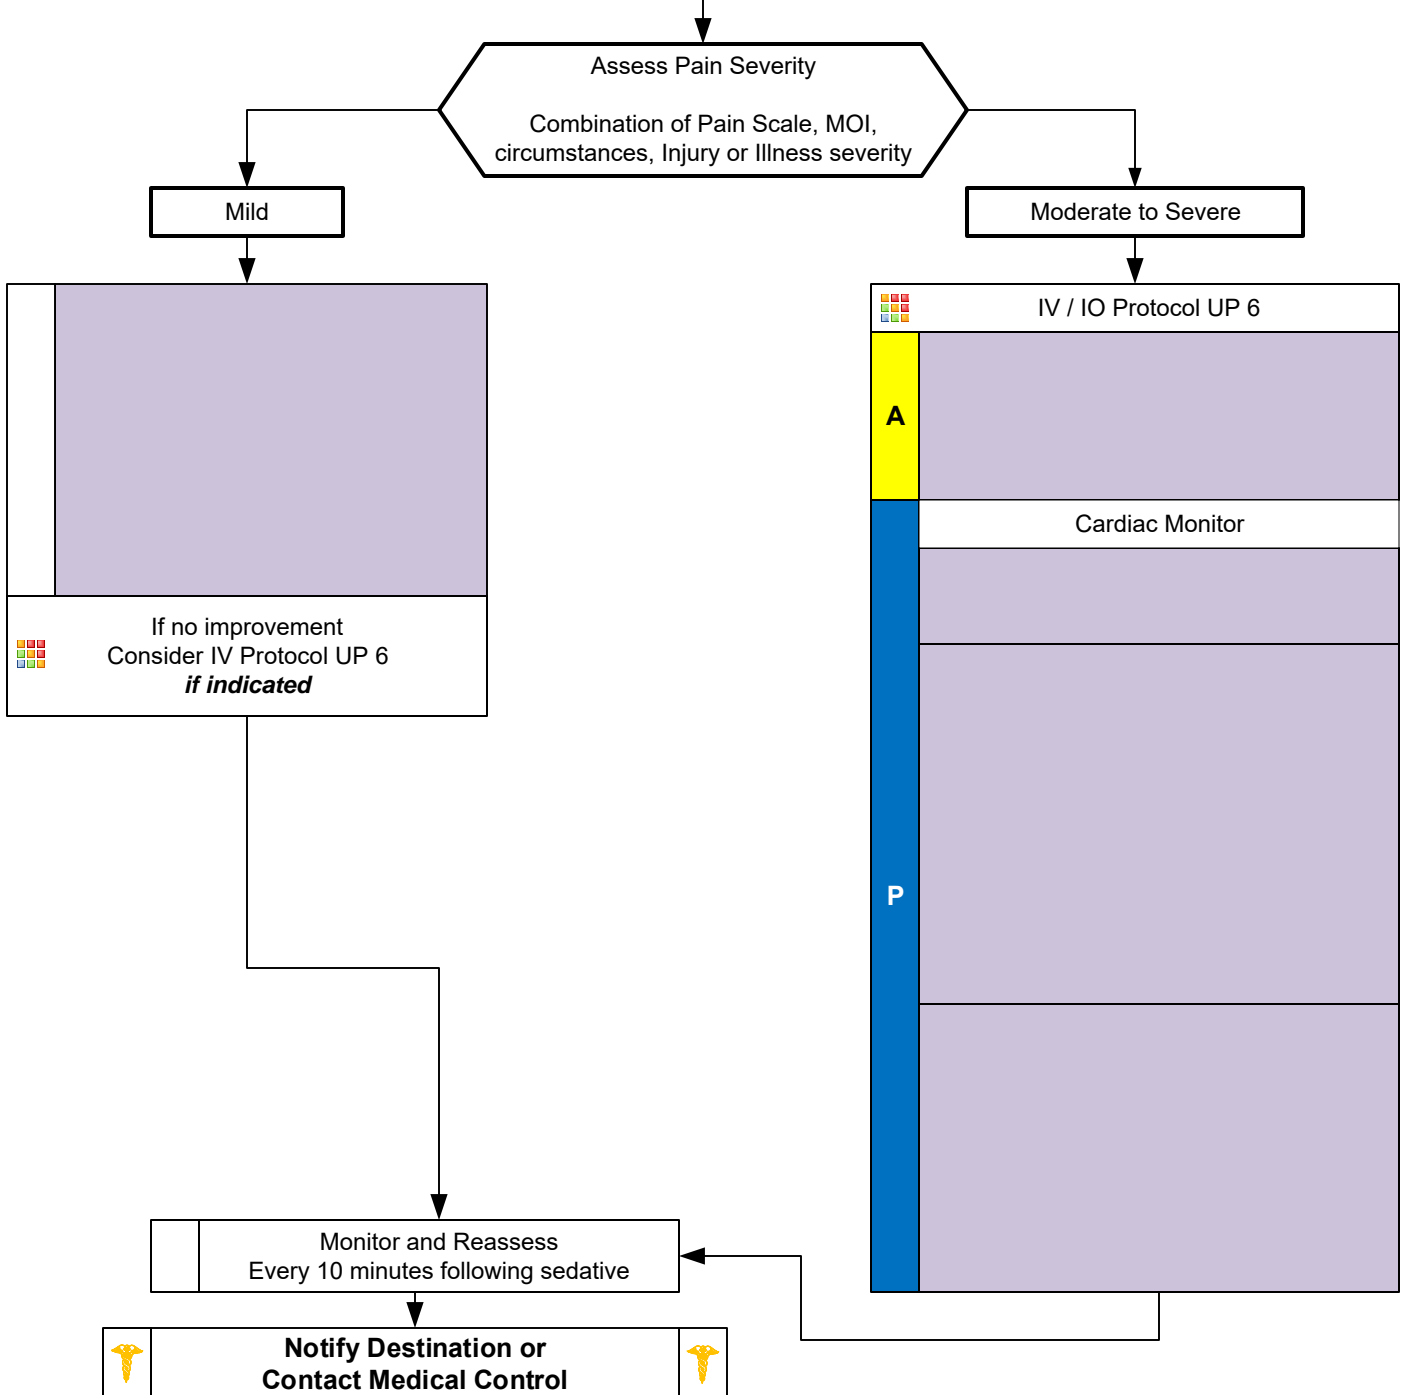 Assess Pain Severity
Combination of Pain Scale, MOI,
circumstances, Injury or Illness severity
Mild
Moderate to Severe
IV / IO Protocol UP 6
A
Cardiac Monitor
P
If no improvement
Consider IV Protocol UP 6
if indicated
Monitor and Reassess
Every 10 minutes following sedative
Notify Destination or
Contact Medical Control